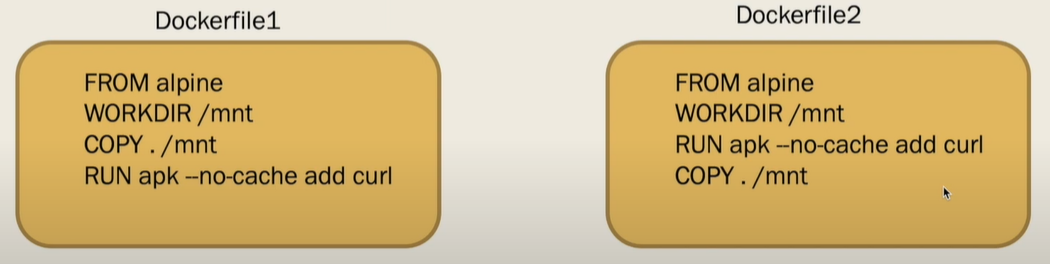 Dockerfile1
FROM alpine
WORKDIR /mnt
COPY . /mnt
RUN apk --no-cache add curl
Dockerfile2
FROM alpine
WORKDIR /mnt
RUN apk --no-cache add curl
COPY . /mnt